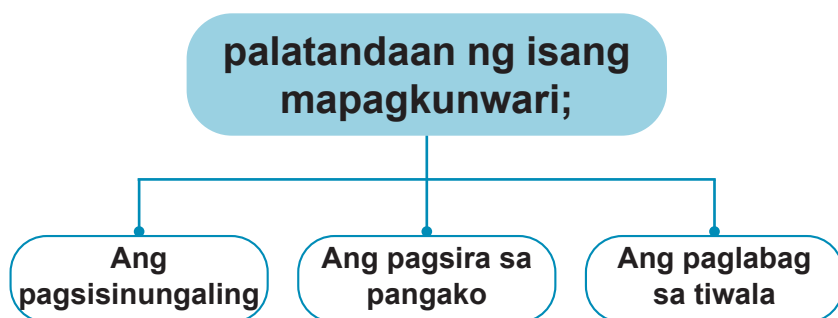 palatandaan ng isang
mapagkunwari;
Ang
pagsisinungaling
Ang pagsira sa
pangako
Ang paglabag
sa tiwala